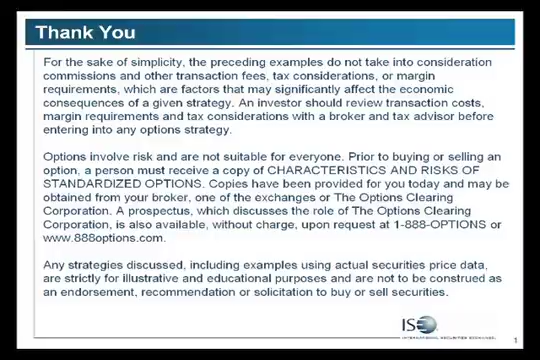 Thank You
For the sake of simplicity, the preceding examples do not take into consideration
commissions and other transaction fees, tax considerations, or margin
requirements, which are factors that may significantly affect the economic
consequences of a given strategy. An investor should review transaction costs,
margin requirements and tax considerations with a broker and tax advisor before
entering into any options strategy.
Options involve risk and are not suitable for everyone. Prior to buying or selling an
option, a person must receive a copy of CHARACTERISTICS AND RISKS OF
STANDARDIZED OPTIONS. Copies have been provided for you today and may be
obtained from your broker, one of the exchanges or The Options Clearing
Corporation. A prospectus, which discusses the role of The Options Clearing
Corporation, is also available, without charge, upon request at 1-888-OPTIONS or
www.888options.com.
Any strategies discussed, including examples using actual securities price data,
are strictly for illustrative and educational purposes and are not to be construed as
an endorsement, recommendation or solicitation to buy or sell securities.
ISE
INTERNATIONAL SECURITIES EXCHANGE
1